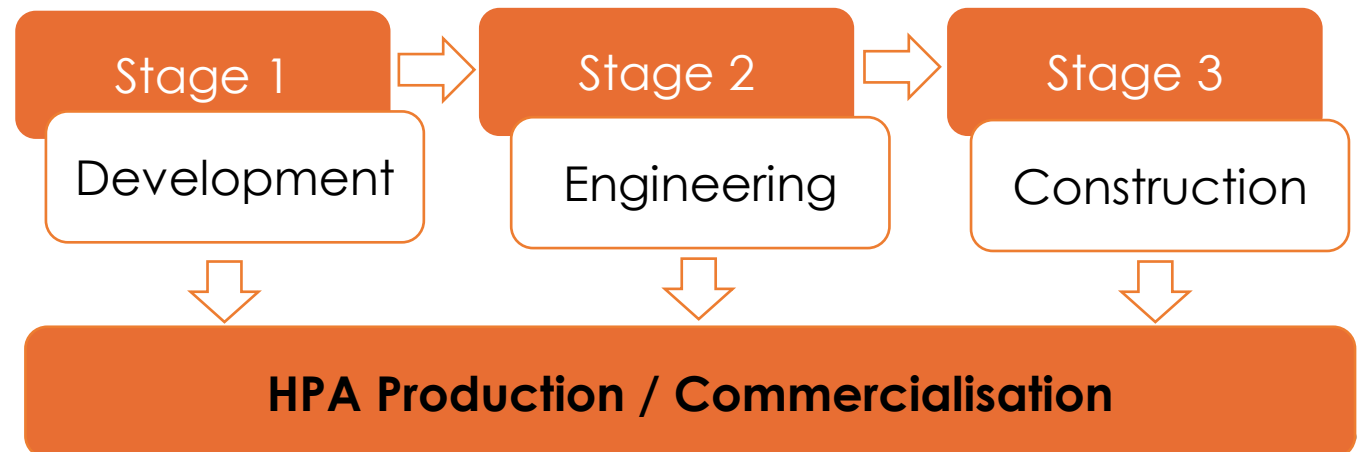 Stage 1
Stage 2
Stage 3
Development
Engineering
Construction
HPA Production / Commercialisation